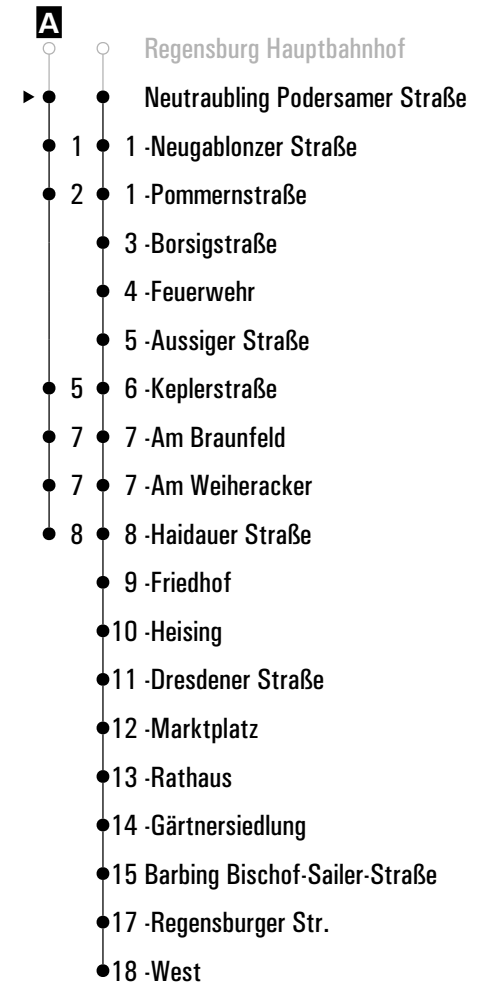 A
Regensburg Hauptbahnhof
Neutraubling Podersamer Straße
1 1 -Neugablonzer Straße
2 1 -Pommernstraße
3 -Borsigstraße
4 -Feuerwehr
5 -Aussiger Straße
5 6 -Keplerstraße
7 7 -Am Braunfeld
7 7 -Am Weiheracker
8 8 -Haidauer Straße
9 -Friedhof
10 -Heising
11 -Dresdener Straße
12 -Marktplatz
13 -Rathaus
14 -Gärtnersiedlung
15 Barbing Bischof-Sailer-Straße
17 -Regensburger Str.
18 -West